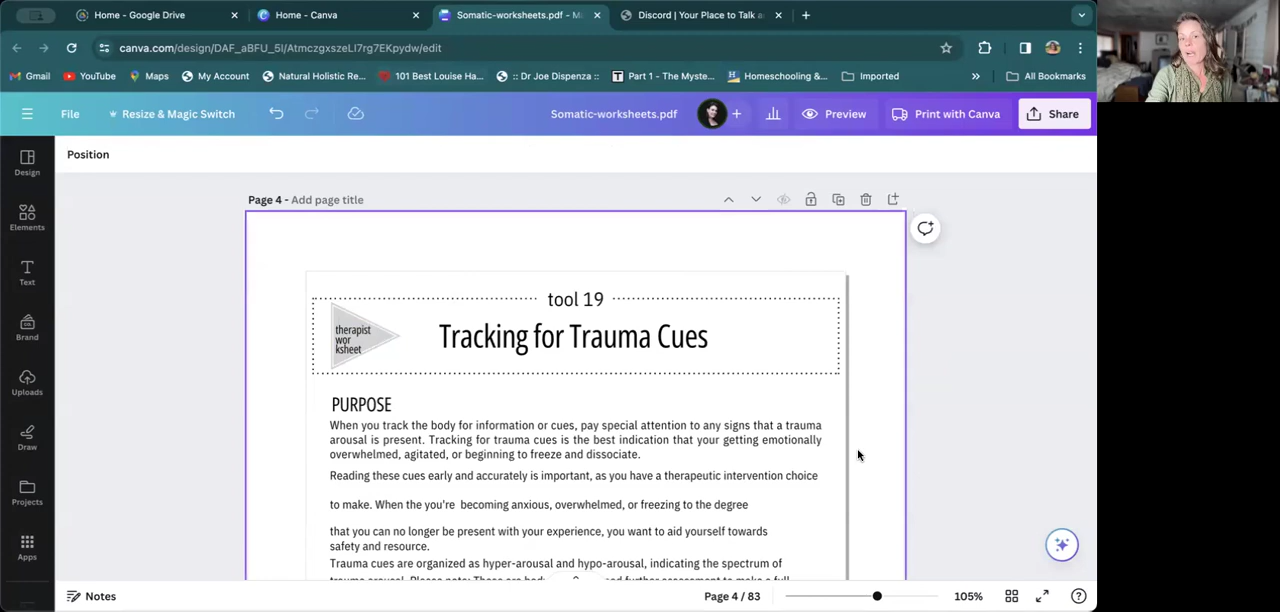 Home - Google Drive
Home - Canva
Somatic-worksheets.pdf - M
Discord | Your Place to Talk a
canva.com/design/DAF_aBFU_5I/AtmczgxszeLI7rg7EKpydw/edit
Gmail
YouTube
Maps
My Account
Natural Holistic Re...
101 Best Louise Ha...
:: Dr Joe Dispenza ::
Part 1 - The Myste...
Homeschooling &...
Imported
»
All Bookmarks
File
Resize & Magic Switch
Somatic-worksheets.pdf
Preview
Print with Canva
Share
Design
Elements
Text
Brand
Uploads
Draw
Projects
Apps
Position
Page 4 - Add page title
tool 19
therapist
wor
ksheet
Tracking for Trauma Cues
PURPOSE
When you track the body for information or cues, pay special attention to any signs that a trauma
arousal is present. Tracking for trauma cues is the best indication that your getting emotionally
overwhelmed, agitated, or beginning to freeze and dissociate.
Reading these cues early and accurately is important, as you have a therapeutic intervention choice
to make. When the you're becoming anxious, overwhelmed, or freezing to the degree
that you can no longer be present with your experience, you want to aid yourself towards
safety and resource.
Trauma cues are organized as hyper-arousal and hypo-arousal, indicating the spectrum of
Notes
Page 4 / 83
105%